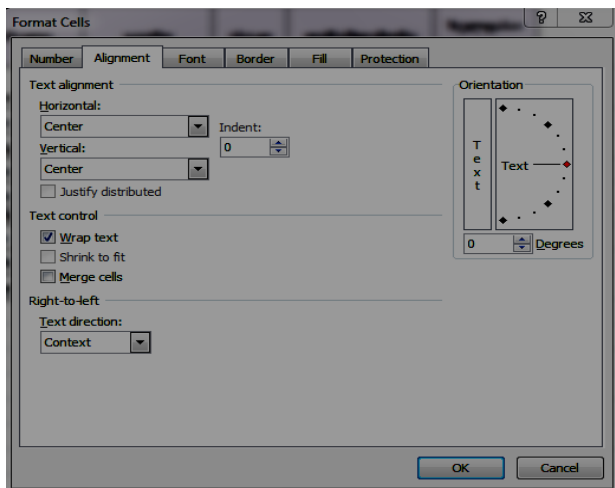 Format Cells
Number Alignment Font Border Fill Protection
Text alignment
Horizontal:
Center
Indent:
0
Vertical:
Center
Justify distributed
Text control
Wrap text
Shrink to fit
Merge cells
Right-to-left
Text direction:
Context
Orientation
Text
Text
0 Degrees
OK Cancel